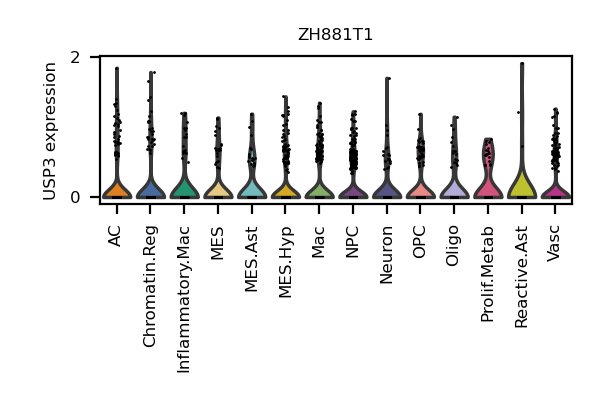 ZH881T1
USP3 expression
2
0
AC
Chromatin.Reg
Inflammatory.Mac
MES
MES.Ast
MES.Hyp
Mac
NPC
Neuron
OPC
Oligo
Prolif.Metab
Reactive.Ast
Vasc